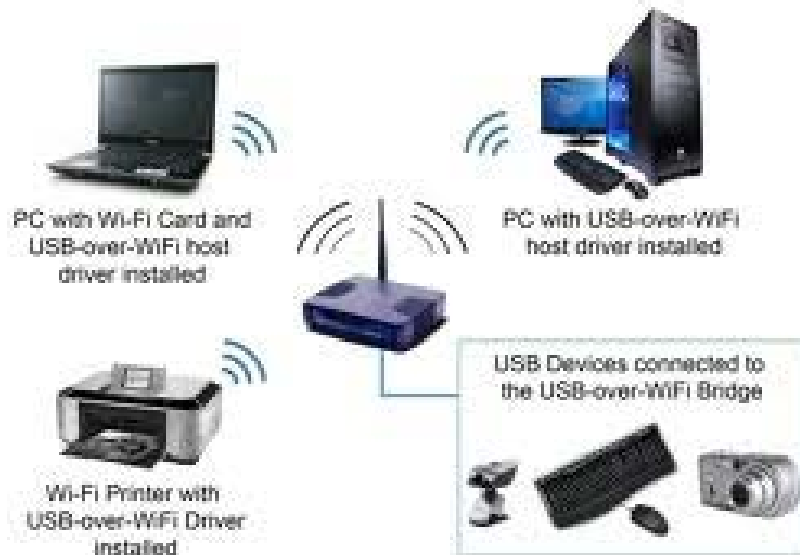 PC with Wi-Fi Card and
USB-over-WiFi host
driver installed
PC with USB-over-WiFi
host driver installed
USB Devices connected to
the USB-over-WiFi Bridge
Wi-Fi Printer with
USB-over-WiFi Driver
installed